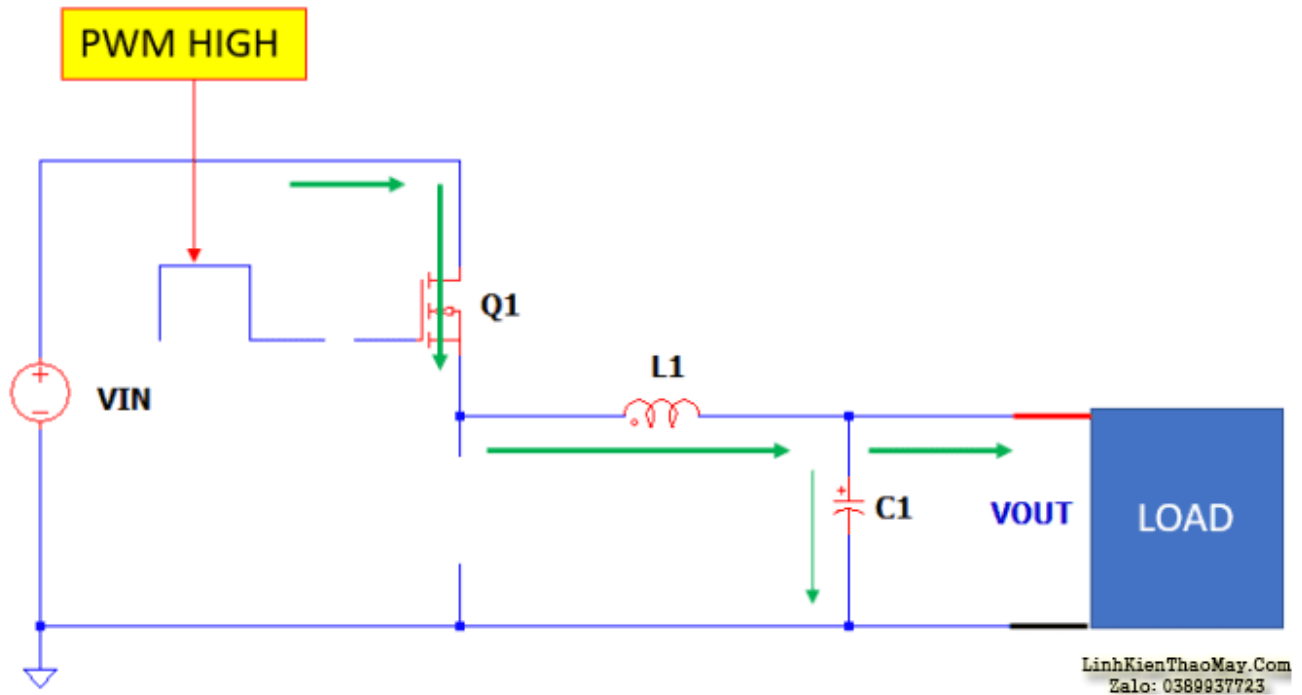 PWM HIGH
Q1
L1
VIN
C1
VOUT
LOAD
LinhKienThaoMay.Com
Zalo: 0389937723